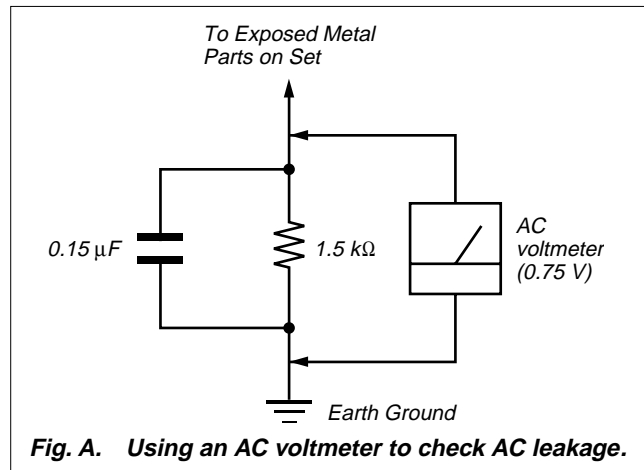 To Exposed Metal
Parts on Set
0.15 μF
1.5 kΩ
AC
voltmeter
(0.75 V)
Earth Ground
Fig. A. Using an AC voltmeter to check AC leakage.